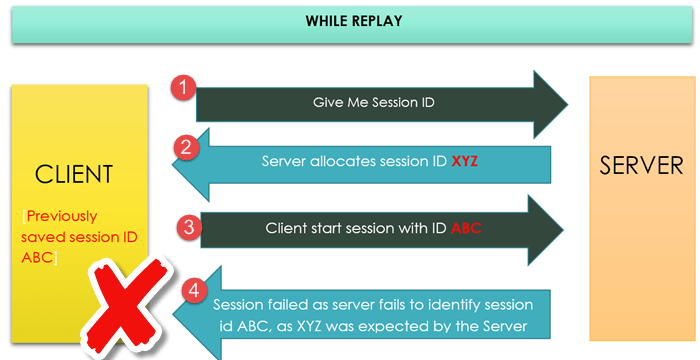 WHILE REPLAY
1
Give Me Session ID
2
Server allocates session ID XYZ
CLIENT
[Previously
saved session ID
ABC]
SERVER
3
Client start session with ID ABC
4
Session failed as server fails to identify session
id ABC, as XYZ was expected by the Server